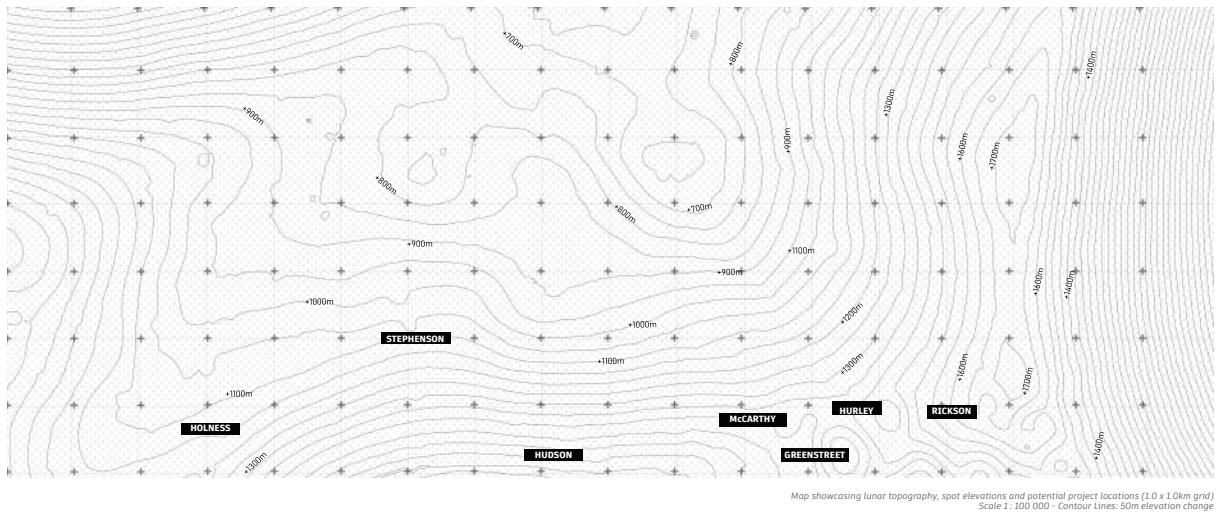 +700m
+800m
+1400m
+1300m
+900m
+900m
+1600m
+1700m
+800m
+800m
+700m
+900m
+1100m
+900m
+1600m
+1400m
+1000m
+1200m
+1000m
STEPHENSON
+1100m
+1300m
+1600m
+1700m
+1100m
HURLEY
RICKSON
McCARTHY
HOLNESS
+1400m
HUDSON
GREENSTREET
+1300m
Map showcasing lunar topography, spot elevations and potential project locations (1.0 x 1.0km grid)
Scale 1 : 100 000 - Contour Lines: 50m elevation change